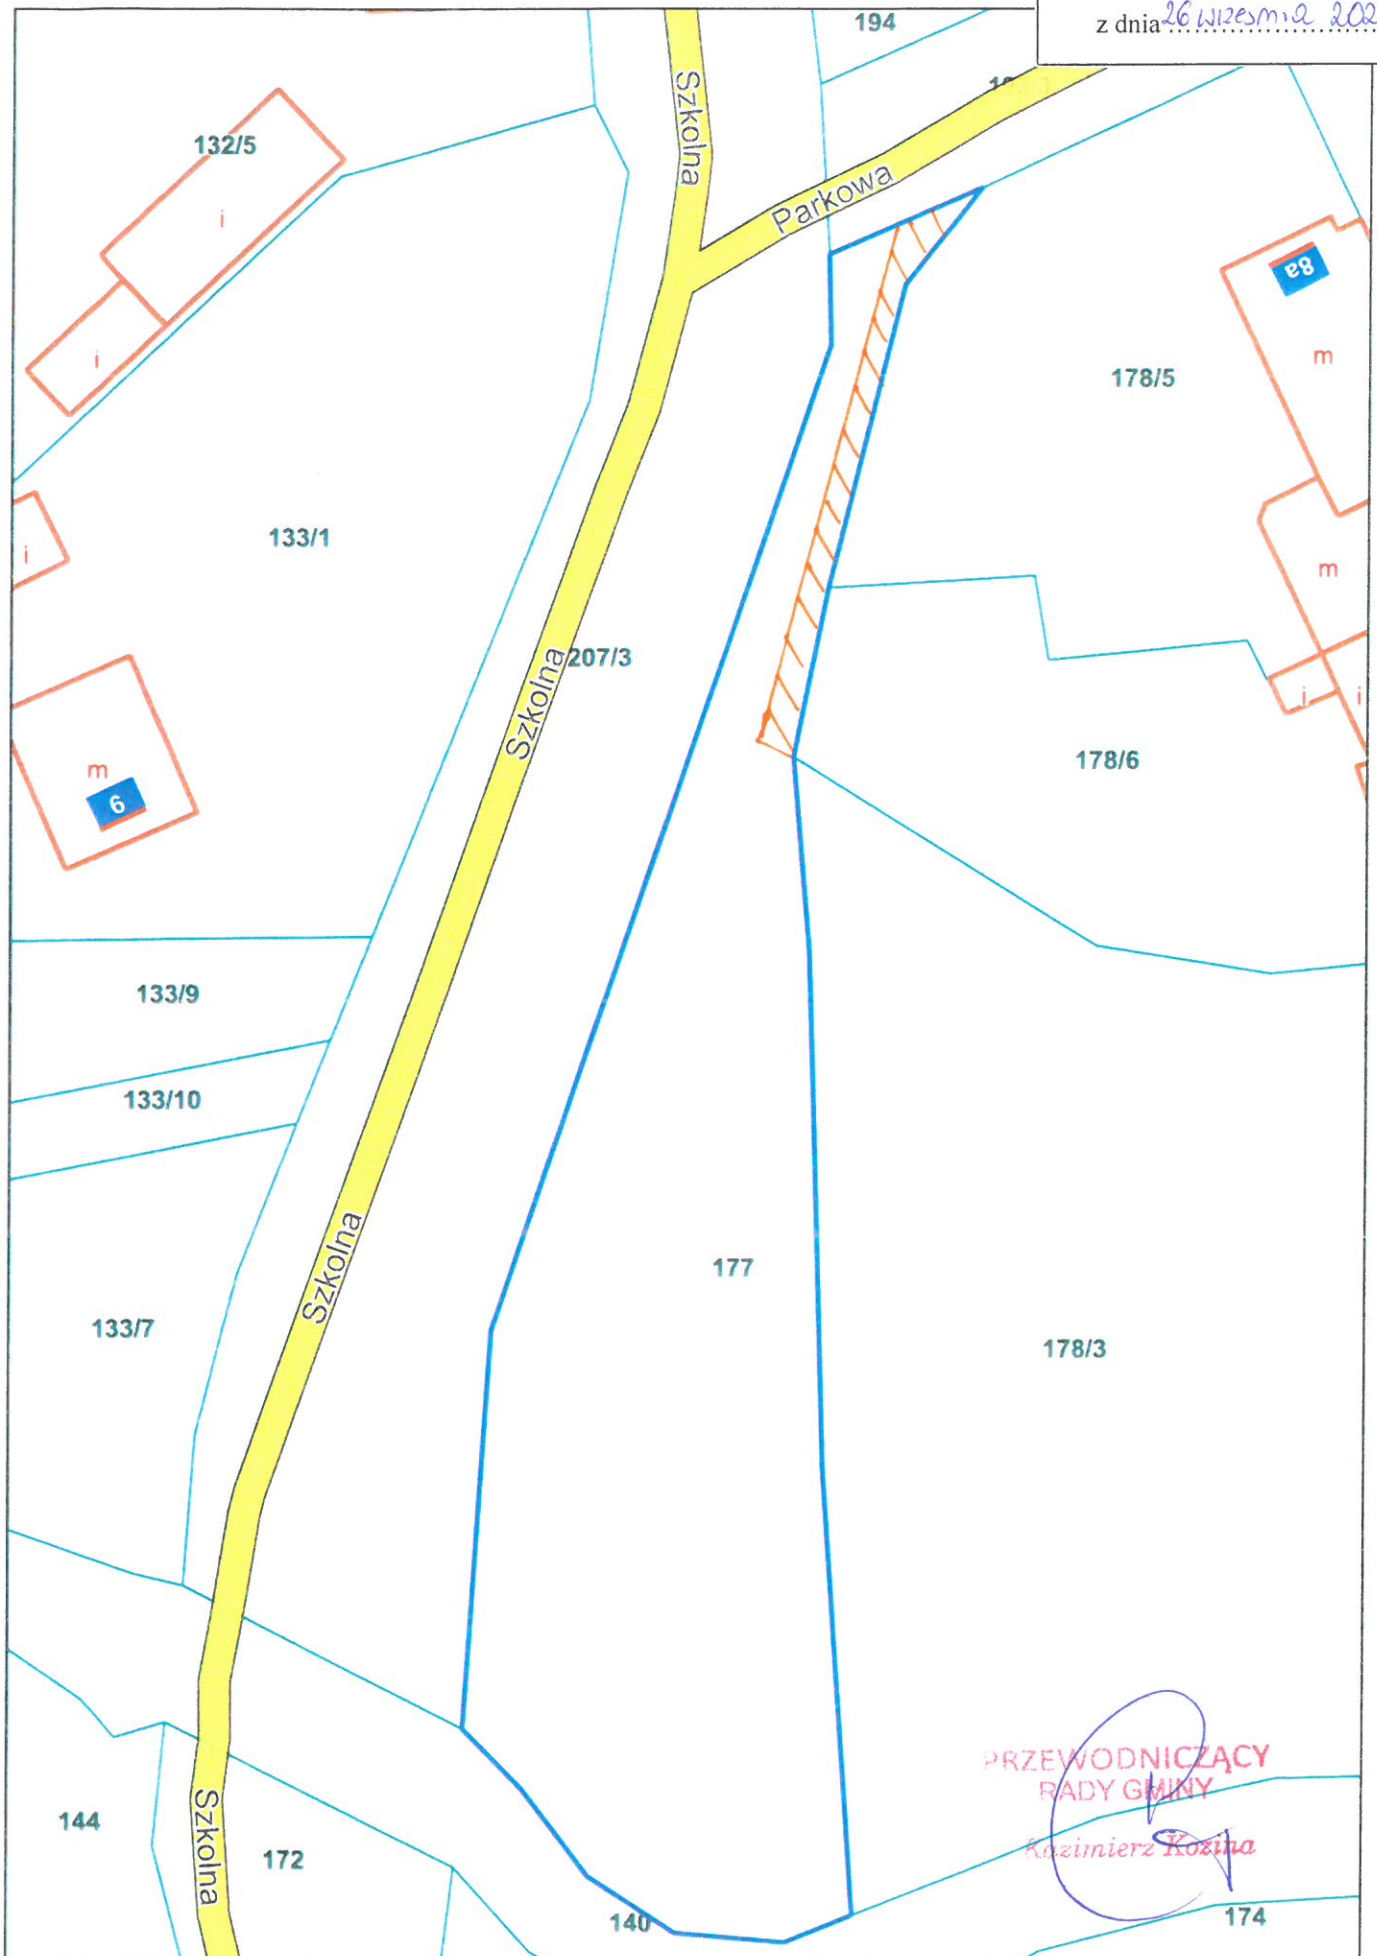 z dnia 26 września 202
194
Szkolna
132/5
Parkowa
i
8a
i
m
178/5
133/1
i
m
207/3
Szkolna
i
i
178/6
m
6
133/9
133/10
Szkolna
177
133/7
178/3
PRZEWODNICZĄCY
RADY GMINY
Kazimierz Kozina
144
Szkolna
172
140
174